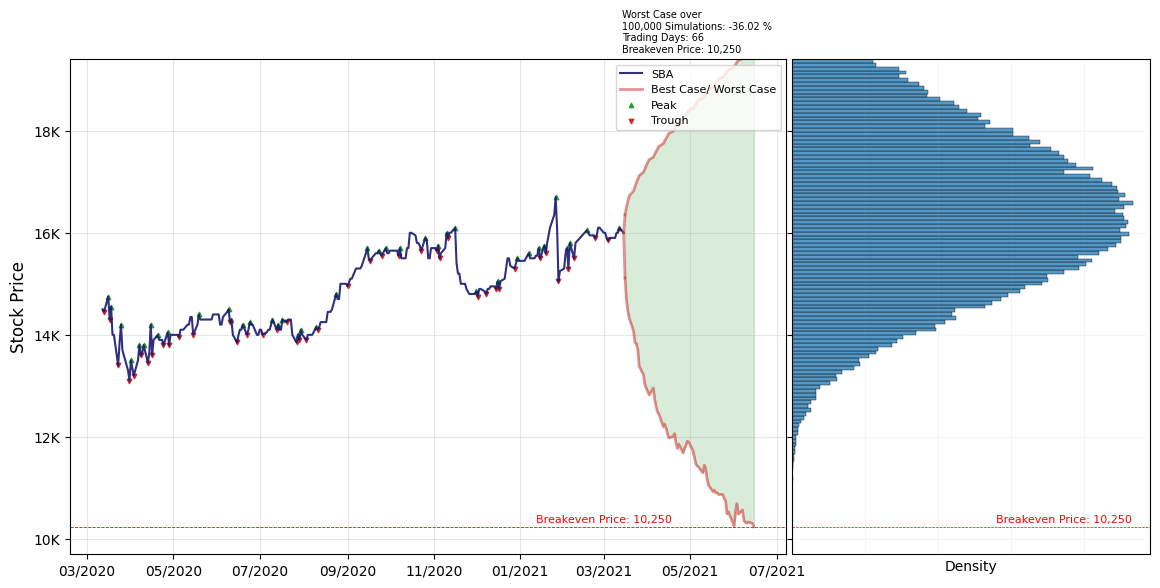 Worst Case over
100,000 Simulations: -36.02 %
Trading Days: 66
Breakeven Price: 10,250
SBA
Best Case/ Worst Case
Peak
Trough
Stock Price
18K
16K
14K
12K
10K
Breakeven Price: 10,250
Breakeven Price: 10,250
03/2020 05/2020 07/2020 09/2020 11/2020 01/2021 03/2021 05/2021 07/2021
Density